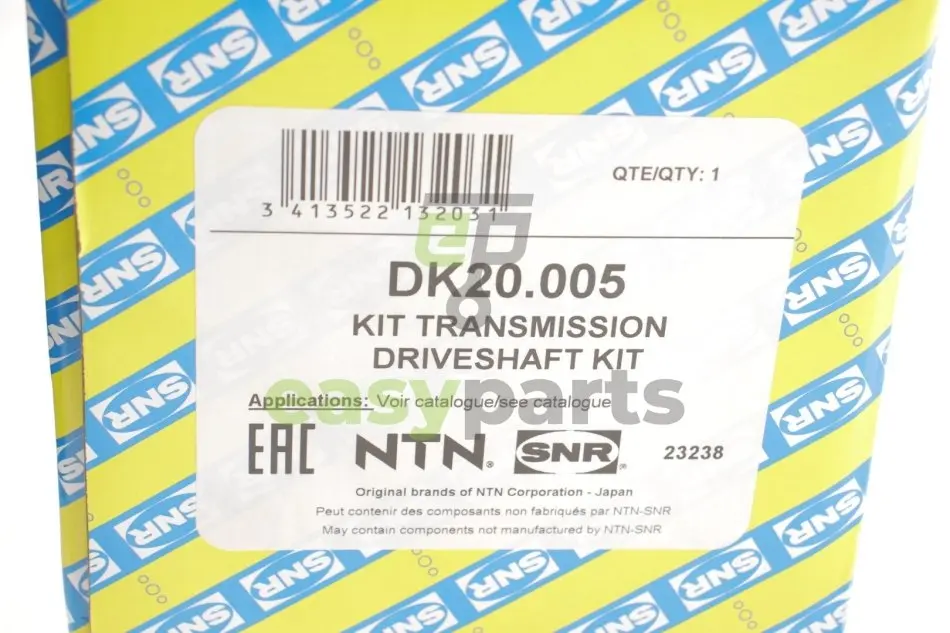 QTE/QTY: 1
3 413522 132031
DK20.005
KIT TRANSMISSION
DRIVESHAFT KIT
easyparts
Applications: Voir catalogue/see catalogue
EAC NTN® SNR® 23238
Original brands of NTN Corporation - Japan
Peut contenir des composants non fabriqués par NTN-SNR
May contain components not manufactured by NTN-SNR